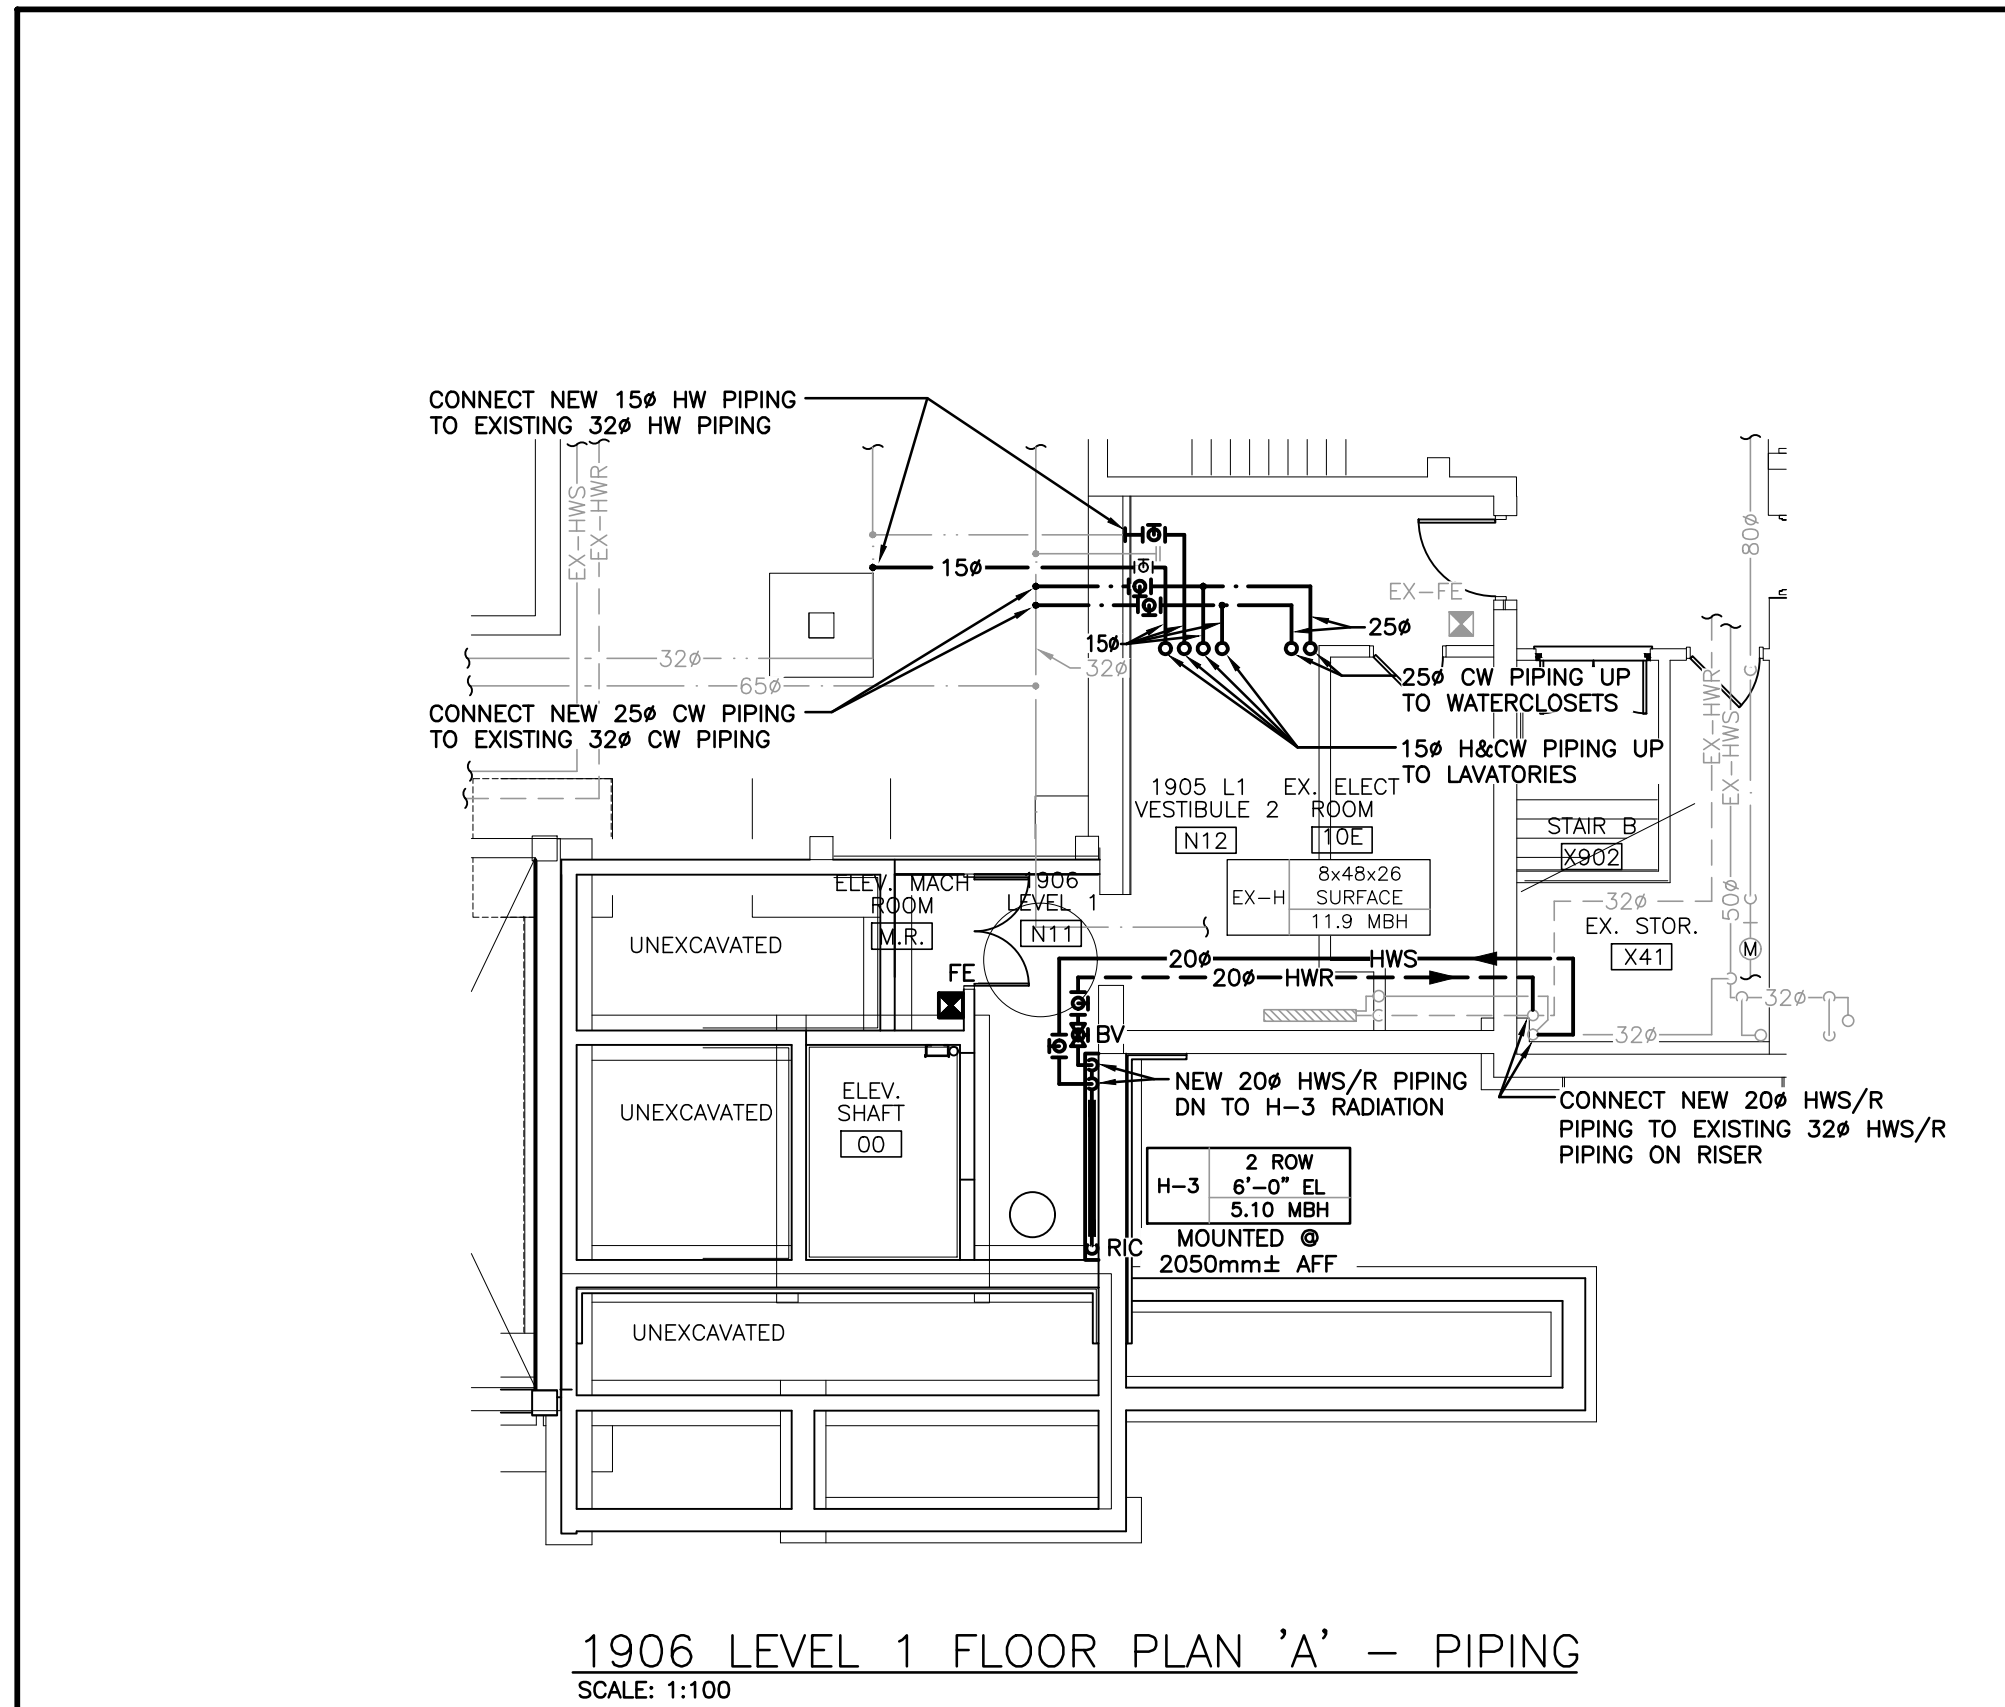 CONNECT NEW 15ø HW PIPING
TO EXISTING 32ø HW PIPING
EX-HWS
EX-HWR
80ø
15ø
EX-FE
15ø
25ø
32ø
32ø
65ø
25ø CW PIPING UP
TO WATERCLOSETS
CONNECT NEW 25ø CW PIPING
TO EXISTING 32ø CW PIPING
15ø H&CW PIPING UP
TO LAVATORIES
EX-HWR
EX-HWS
C
1905 L1
VESTIBULE 2
N12
EX. ELECT
ROOM
10E
STAIR B
X902
EX-H
8x48x26
SURFACE
11.9 MBH
ELEV. MACH
ROOM
M.R.
1906
LEVEL 1
N11
32ø
50ø
C
EX. STOR.
X41
M
UNEXCAVATED
FE
20ø
HWS
20ø
HWR
32ø
32ø
BV
UNEXCAVATED
ELEV.
SHAFT
00
NEW 20ø HWS/R PIPING
DN TO H-3 RADIATION
CONNECT NEW 20ø HWS/R
PIPING TO EXISTING 32ø HWS/R
PIPING ON RISER
H-3
2 ROW
6'-0" EL
5.10 MBH
MOUNTED @
2050mm± AFF
RIC
UNEXCAVATED
1906 LEVEL 1 FLOOR PLAN 'A' - PIPING
SCALE: 1:100